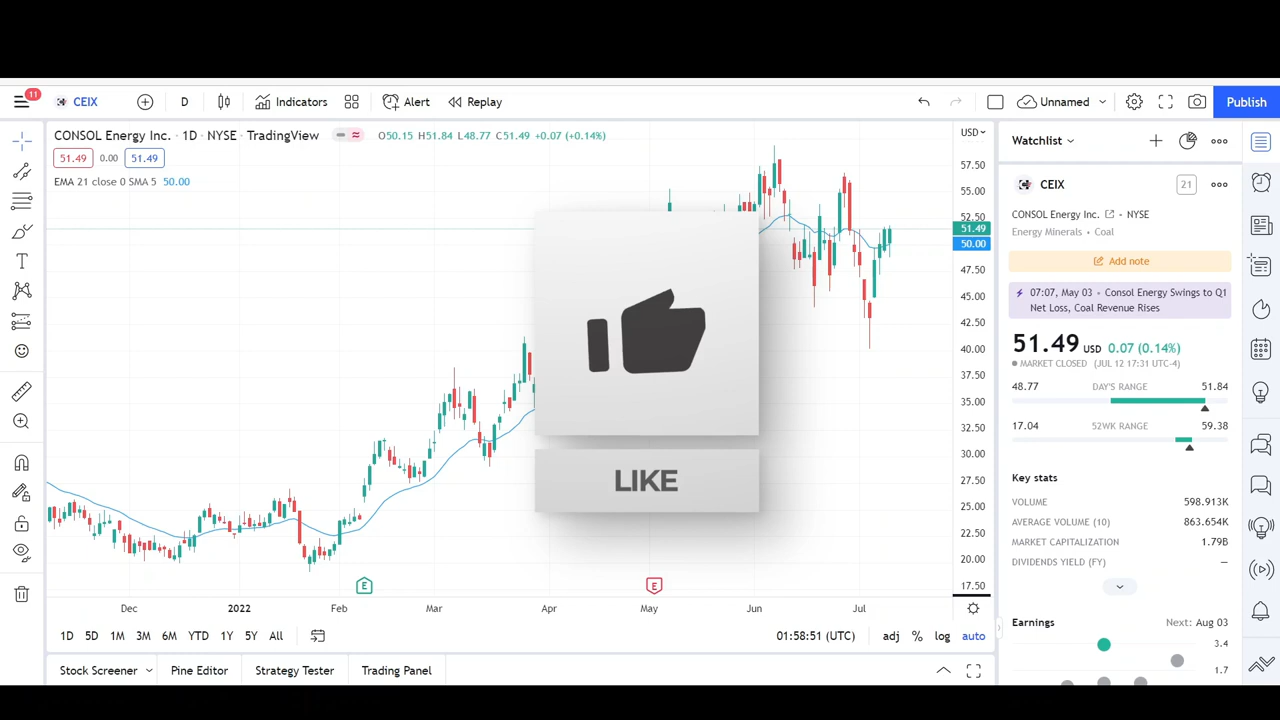 11
CEIX
D
Indicators
Alert
Replay
Unnamed
Publish
CONSOL Energy Inc. · 1D · NYSE · TradingView
O50.15 H51.84 L48.77 C51.49 +0.07 (+0.14%)
51.49 0.00 51.49
EMA 21 close 0 SMA 5 50.00
USD
57.50
55.00
52.50
51.49
50.00
47.50
45.00
42.50
40.00
37.50
35.00
32.50
30.00
27.50
25.00
22.50
20.00
17.50
LIKE
E
E
Dec 2022 Feb Mar Apr May Jun Jul
1D 5D 1M 3M 6M YTD 1Y 5Y All
01:58:51 (UTC)
adj % log auto
Stock Screener
Pine Editor
Strategy Tester
Trading Panel
Watchlist
CEIX
21
CONSOL Energy Inc. · NYSE
Energy Minerals · Coal
Add note
07:07, May 03 · Consol Energy Swings to Q1
Net Loss, Coal Revenue Rises
51.49 USD 0.07 (0.14%)
MARKET CLOSED (JUL 12 17:31 UTC-4)
48.77 DAY'S RANGE 51.84
17.04 52WK RANGE 59.38
Key stats
VOLUME 598.913K
AVERAGE VOLUME (10) 863.654K
MARKET CAPITALIZATION 1.79B
DIVIDENDS YIELD (FY) —
Earnings Next: Aug 03
3.4
1.7